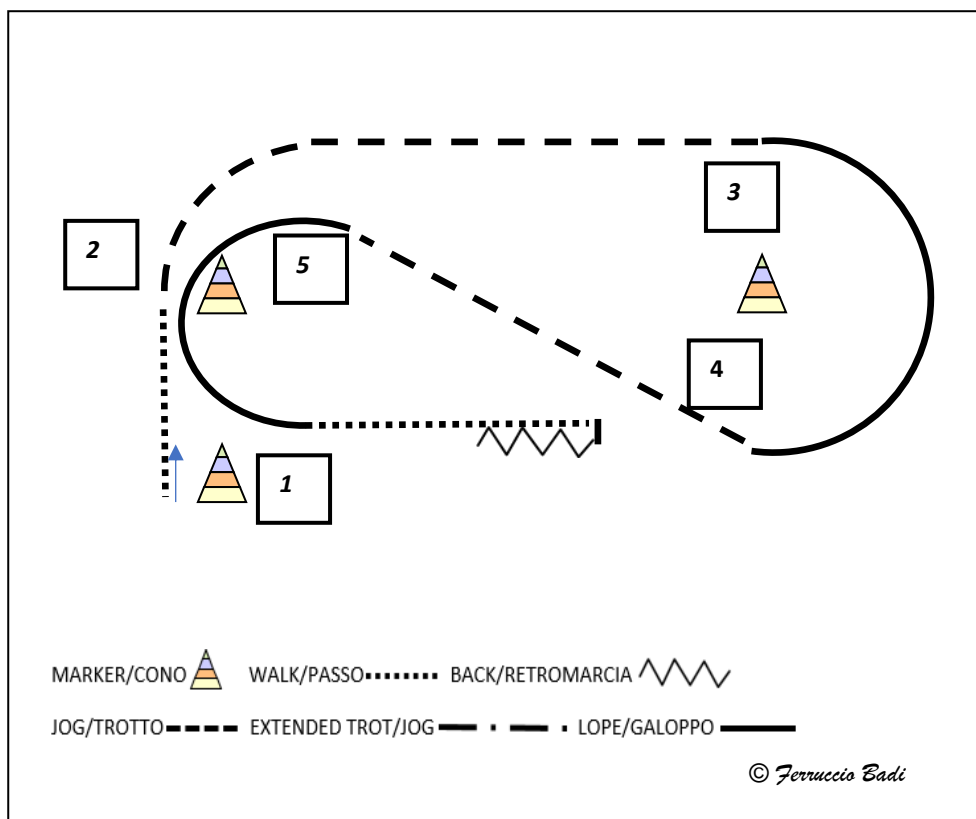 3
2
5
4
1
MARKER/CONO WALK/PASSO BACK/RETROMARCIA
JOG/TROTTO EXTENDED TROT/JOG LOPE/GALOPPO
© Ferruccio Badi